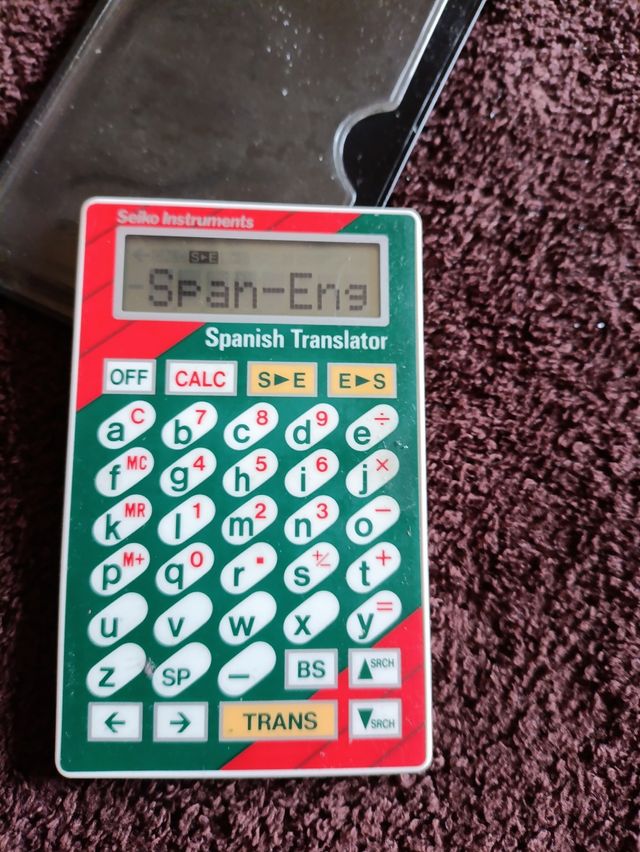 Seiko Instruments
← S►E
-Span-Eng
Spanish Translator
OFF CALC S►E E►S
a C b 7 c 8 d 9 e ÷
f MC g 4 h 5 i 6 j ×
k MR l 1 m 2 n 3 o −
p M+ q 0 r . s +/− t +
u v w x y =
z SP − BS ▲SRCH
← → TRANS ▼SRCH